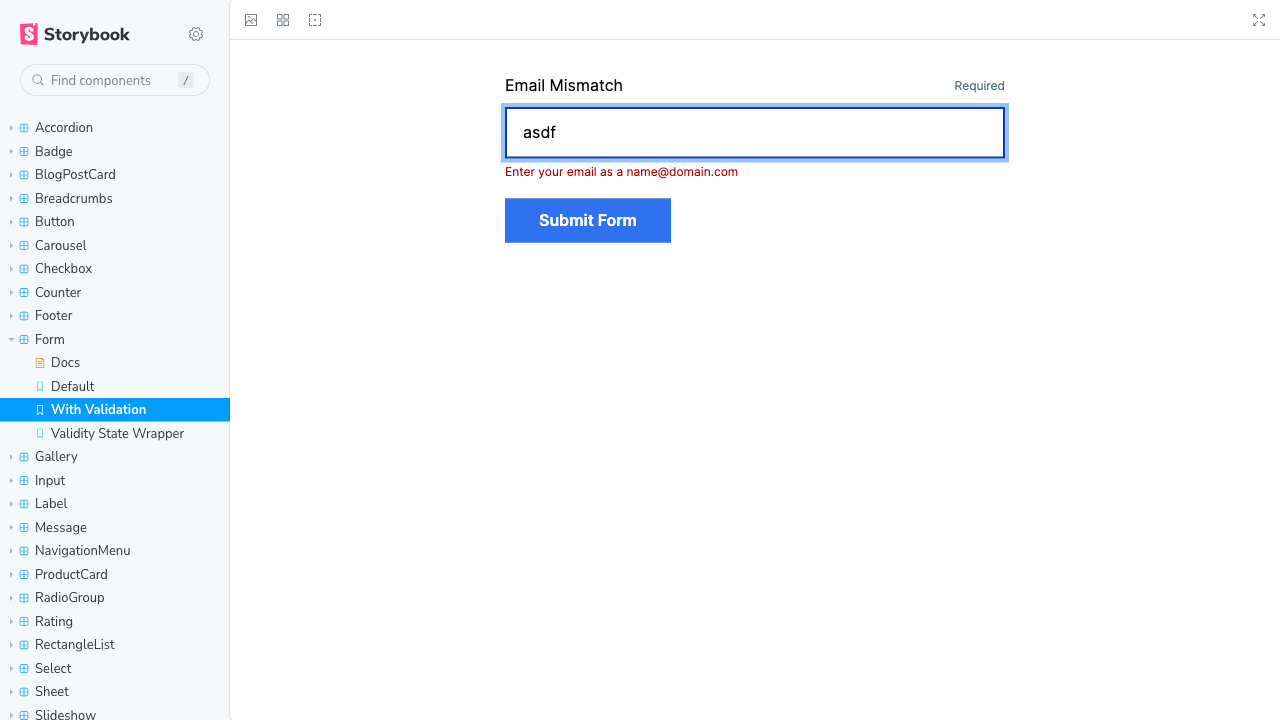 Storybook
Find components /
Accordion
Badge
BlogPostCard
Breadcrumbs
Button
Carousel
Checkbox
Counter
Footer
Form
Docs
Default
With Validation
Validity State Wrapper
Gallery
Input
Label
Message
NavigationMenu
ProductCard
RadioGroup
Rating
RectangleList
Select
Sheet
Slideshow
Email Mismatch Required
asdf
Enter your email as a name@domain.com
Submit Form